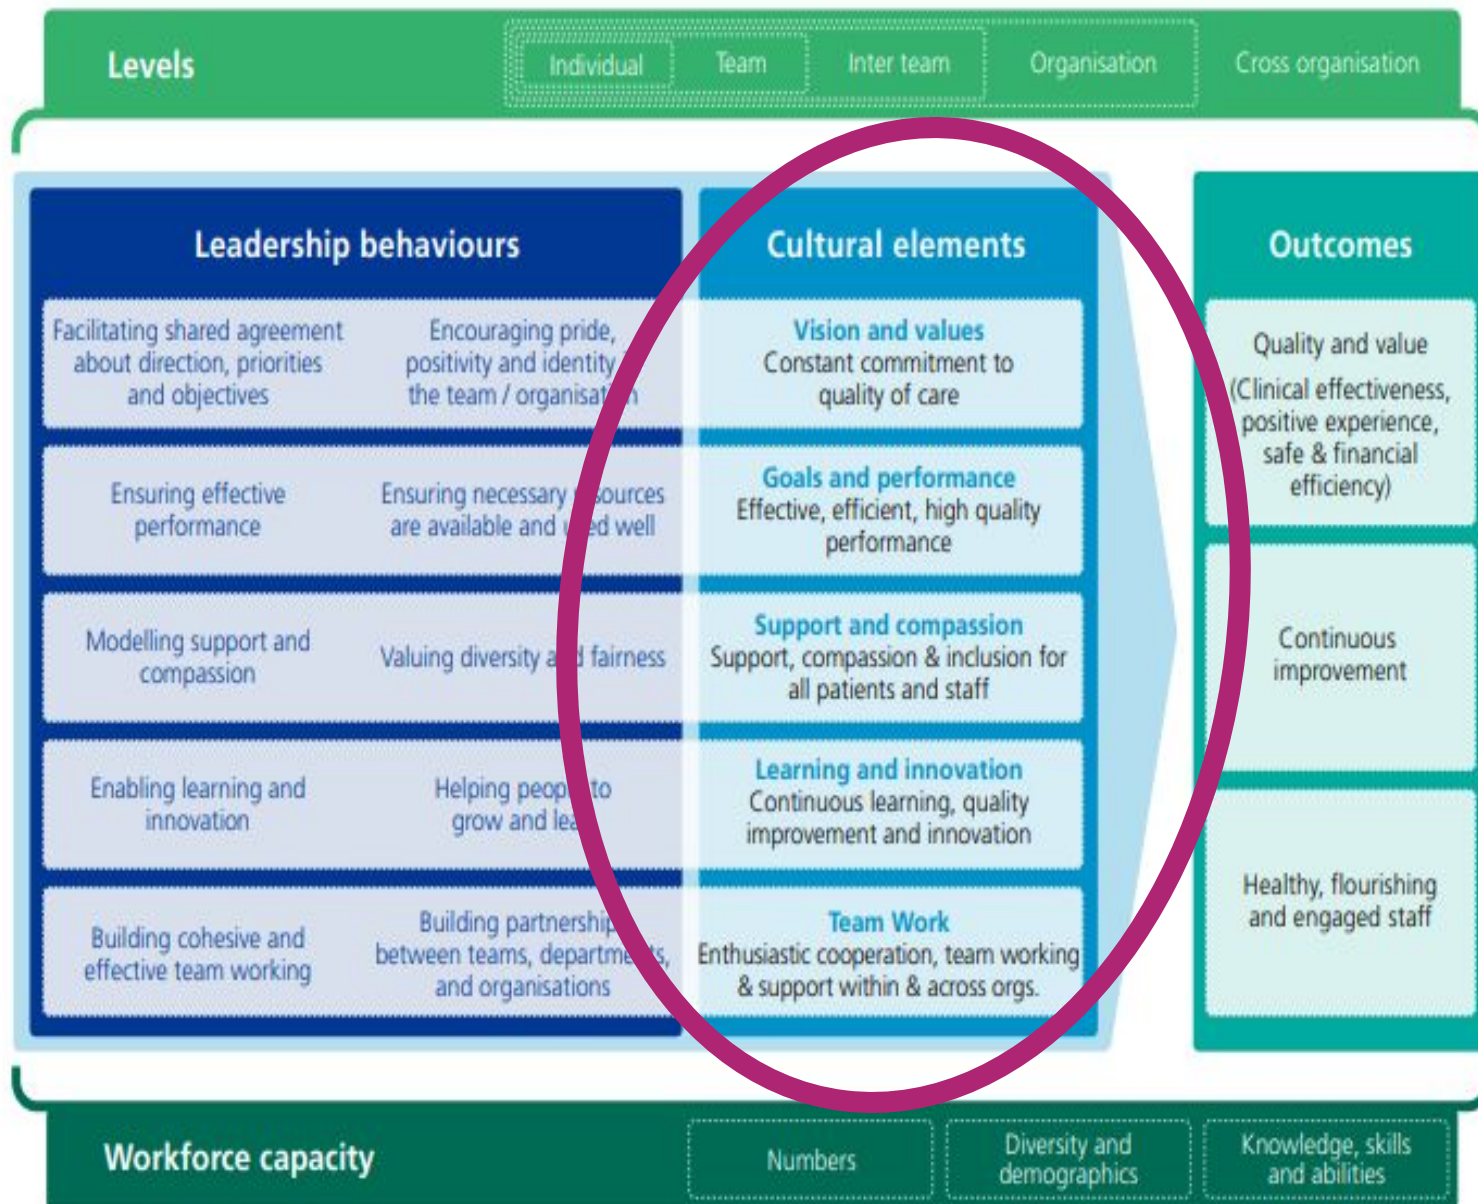 Levels
Individual
Team
Inter team
Organisation
Cross organisation
Leadership behaviours
Facilitating shared agreement
about direction, priorities
and objectives
Encouraging pride,
positivity and identity
the team / organisation
Ensuring effective
performance
Ensuring necessary resources
are available and used well
Modelling support and
compassion
Valuing diversity and fairness
Enabling learning and
innovation
Helping people to
grow and lead
Building cohesive and
effective team working
Building partnership
between teams, departments,
and organisations
Cultural elements
Vision and values
Constant commitment to
quality of care
Goals and performance
Effective, efficient, high quality
performance
Support and compassion
Support, compassion & inclusion for
all patients and staff
Learning and innovation
Continuous learning, quality
improvement and innovation
Team Work
Enthusiastic cooperation, team working
& support within & across orgs.
Outcomes
Quality and value
(Clinical effectiveness,
positive experience,
safe & financial
efficiency)
Continuous
improvement
Healthy, flourishing
and engaged staff
Workforce capacity
Numbers
Diversity and
demographics
Knowledge, skills
and abilities